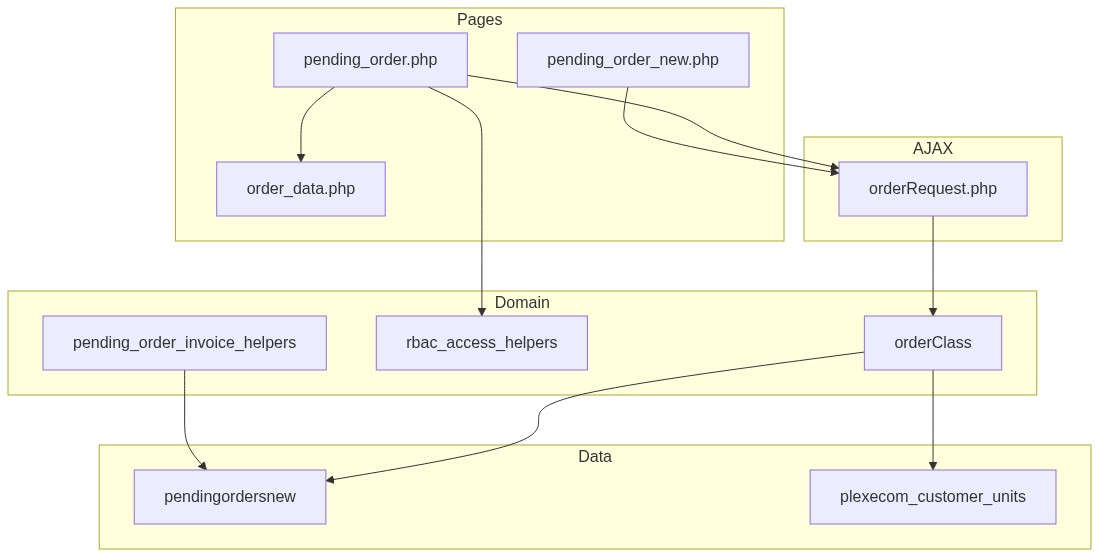 Pages
pending_order.php
pending_order_new.php
order_data.php
AJAX
orderRequest.php
Domain
pending_order_invoice_helpers
rbac_access_helpers
orderClass
Data
pendingordersnew
plexecom_customer_units